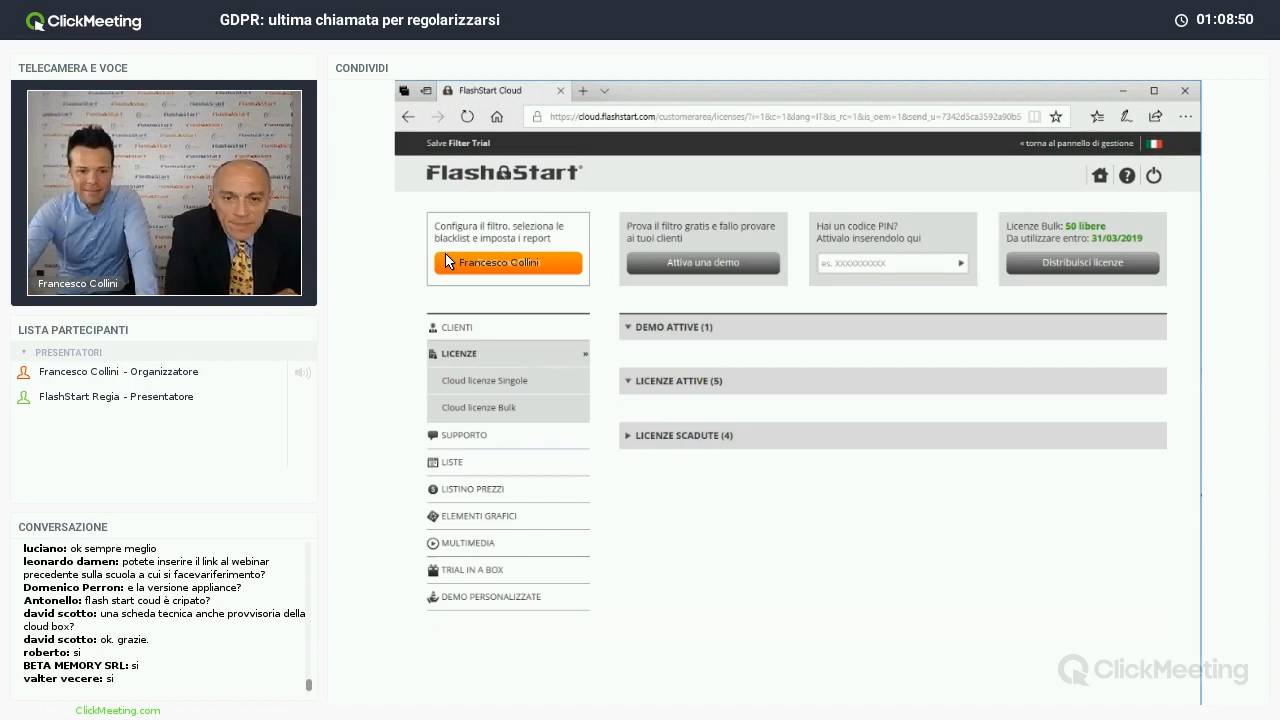 ClickMeeting
GDPR: ultima chiamata per regolarizzarsi
01:08:50
TELECAMERA E VOCE
Francesco Collini
LISTA PARTECIPANTI
PRESENTATORI
Francesco Collini - Organizzatore
FlashStart Regia - Presentatore
CONVERSAZIONE
luciano: ok sempre meglio
leonardo damen: potete inserire il link al webinar
precedente sulla scuola a cui si facevariferimento?
Domenico Perron: e la versione appliance?
Antonello: flash start coud è cripato?
david scotto: una scheda tecnica anche provvisoria della
cloud box?
david scotto: ok. grazie.
roberto: si
BETA MEMORY SRL: si
valter vecere: si
ClickMeeting.com
CONDIVIDI
FlashStart Cloud
https://cloud.flashstart.com/customerarea/licenses/?i=1&c=1&lang=IT&is_rc=1&is_oem=1&send_u=7342d5ca3592a90b5
Salve Filter Trial
« torna al pannello di gestione
FlashStart
Configura il filtro, seleziona le
blacklist e imposta i report
Francesco Collini
Prova il filtro gratis e fallo provare
ai tuoi clienti
Attiva una demo
Hai un codice PIN?
Attivalo inserendolo qui
es. XXXXXXXXXX
Licenze Bulk: 50 libere
Da utilizzare entro: 31/03/2019
Distribuisci licenze
CLIENTI
LICENZE »
Cloud licenze Singole
Cloud licenze Bulk
SUPPORTO
LISTE
LISTINO PREZZI
ELEMENTI GRAFICI
MULTIMEDIA
TRIAL IN A BOX
DEMO PERSONALIZZATE
DEMO ATTIVE (1)
LICENZE ATTIVE (5)
LICENZE SCADUTE (4)
ClickMeeting